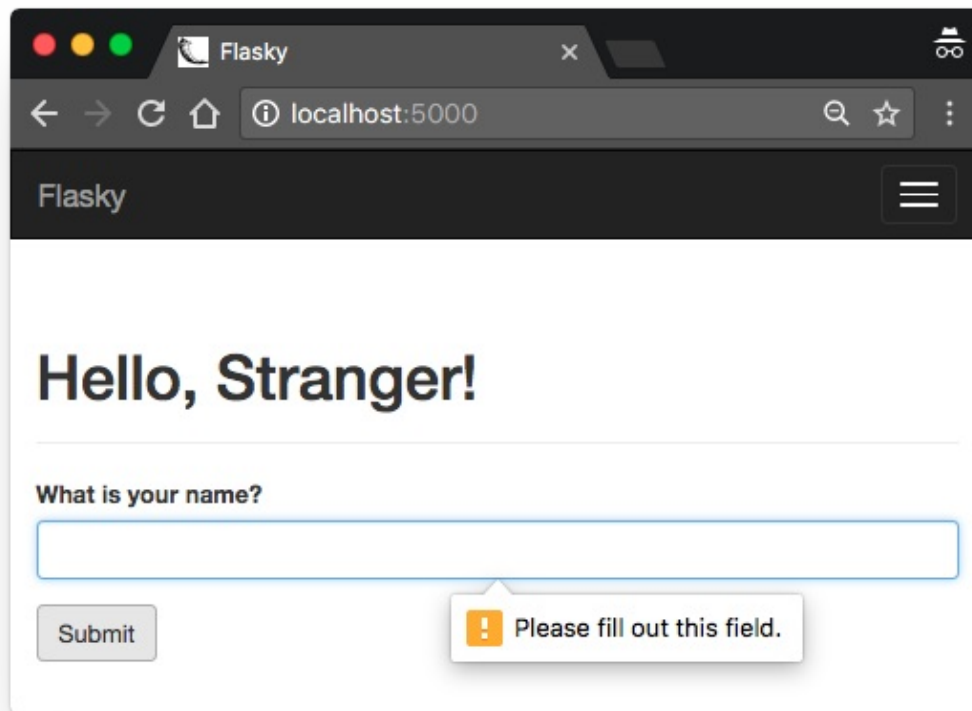 Flasky
localhost:5000
Flasky
Hello, Stranger!
What is your name?
Submit
Please fill out this field.